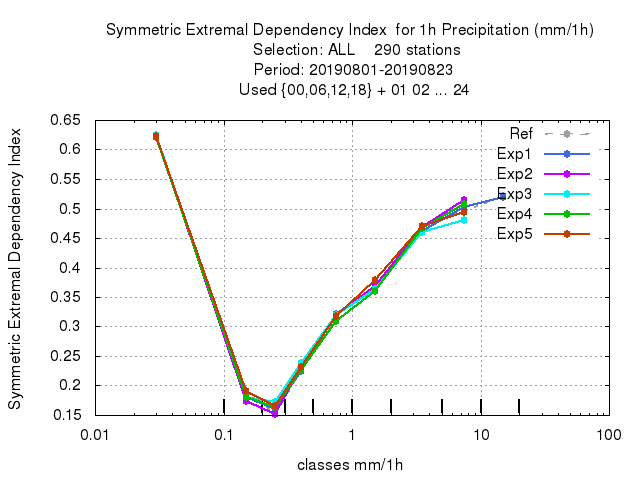 Symmetric Extremal Dependency Index  for 1h Precipitation (mm/1h)
Selection: ALL    290 stations
Period: 20190801-20190823
Used {00,06,12,18} + 01 02 ... 24
Symmetric Extremal Dependency Index
0.65
0.6
0.55
0.5
0.45
0.4
0.35
0.3
0.25
0.2
0.15
Ref
Exp1
Exp2
Exp3
Exp4
Exp5
0.01 0.1 1 10 100
classes mm/1h